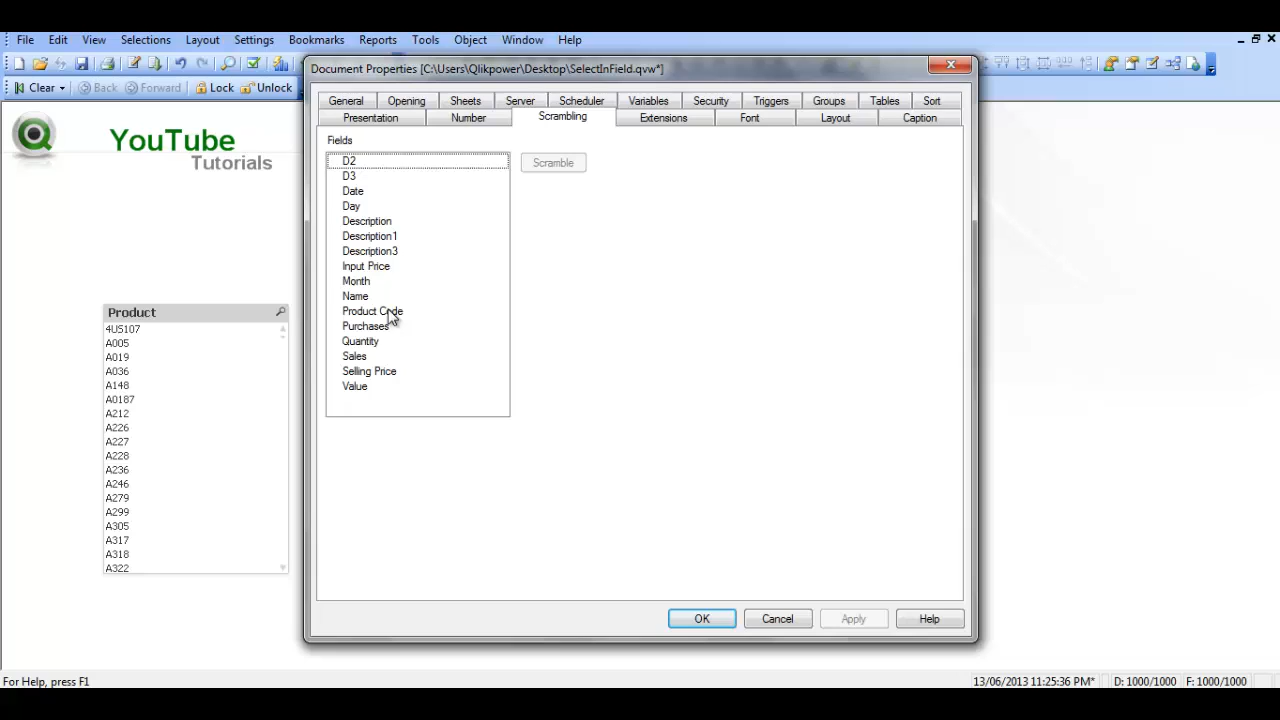 File Edit View Selections Layout Settings Bookmarks Reports Tools Object Window Help
Clear Back Forward Lock Unlock
YouTube
Tutorials
Product
4US107
A005
A019
A036
A148
A0187
A212
A226
A227
A228
A236
A246
A279
A299
A305
A317
A318
A322
Document Properties [C:\Users\Qlikpower\Desktop\SelectInField.qvw*]
General Opening Sheets Server Scheduler Variables Security Triggers Groups Tables Sort
Presentation Number Scrambling Extensions Font Layout Caption
Fields
D2
D3
Date
Day
Description
Description1
Description3
Input Price
Month
Name
Product Code
Purchases
Quantity
Sales
Selling Price
Value
Scramble
OK Cancel Apply Help
For Help, press F1 13/06/2013 11:25:36 PM* D: 1000/1000 F: 1000/1000